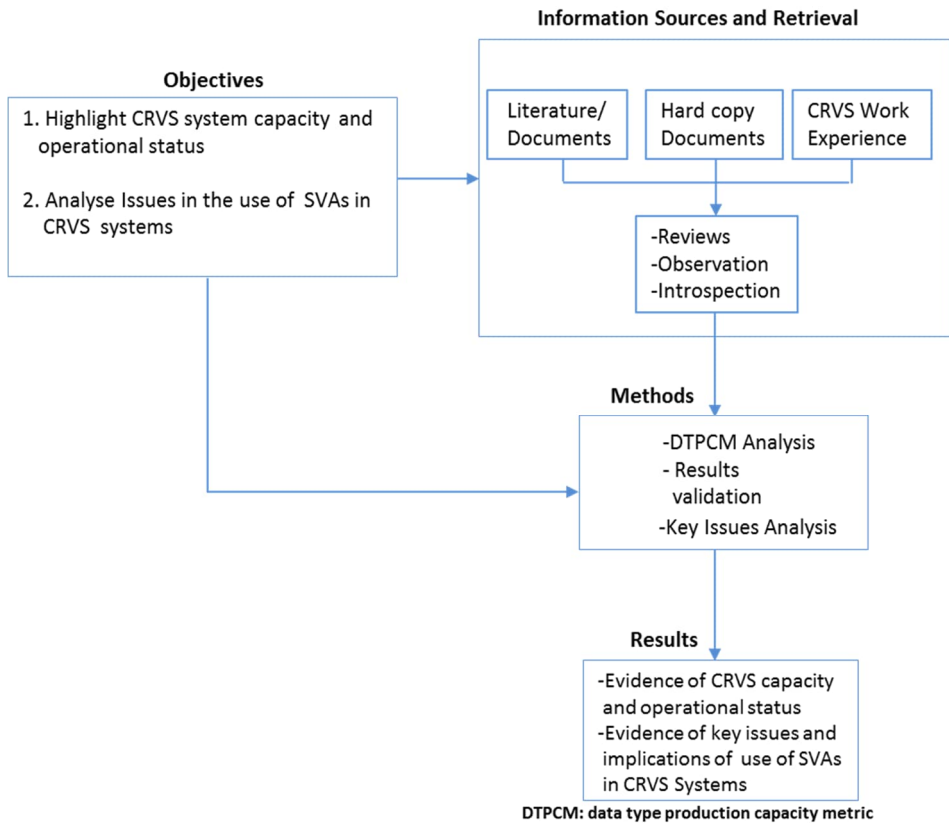 Information Sources and Retrieval
Objectives
1. Highlight CRVS system capacity and
operational status
2. Analyse Issues in the use of SVAs in
CRVS systems
Literature/
Documents
Hard copy
Documents
CRVS Work
Experience
-Reviews
-Observation
-Introspection
Methods
-DTPCM Analysis
- Results
validation
-Key Issues Analysis
Results
-Evidence of CRVS capacity
and operational status
-Evidence of key issues and
implications of use of SVAs
in CRVS Systems
DTPCM: data type production capacity metric